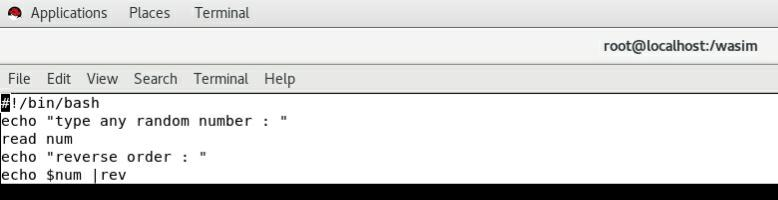 Applications Places Terminal
root@localhost:/wasim
File Edit View Search Terminal Help
#!/bin/bash
echo "type any random number : "
read num
echo "reverse order : "
echo $num |rev